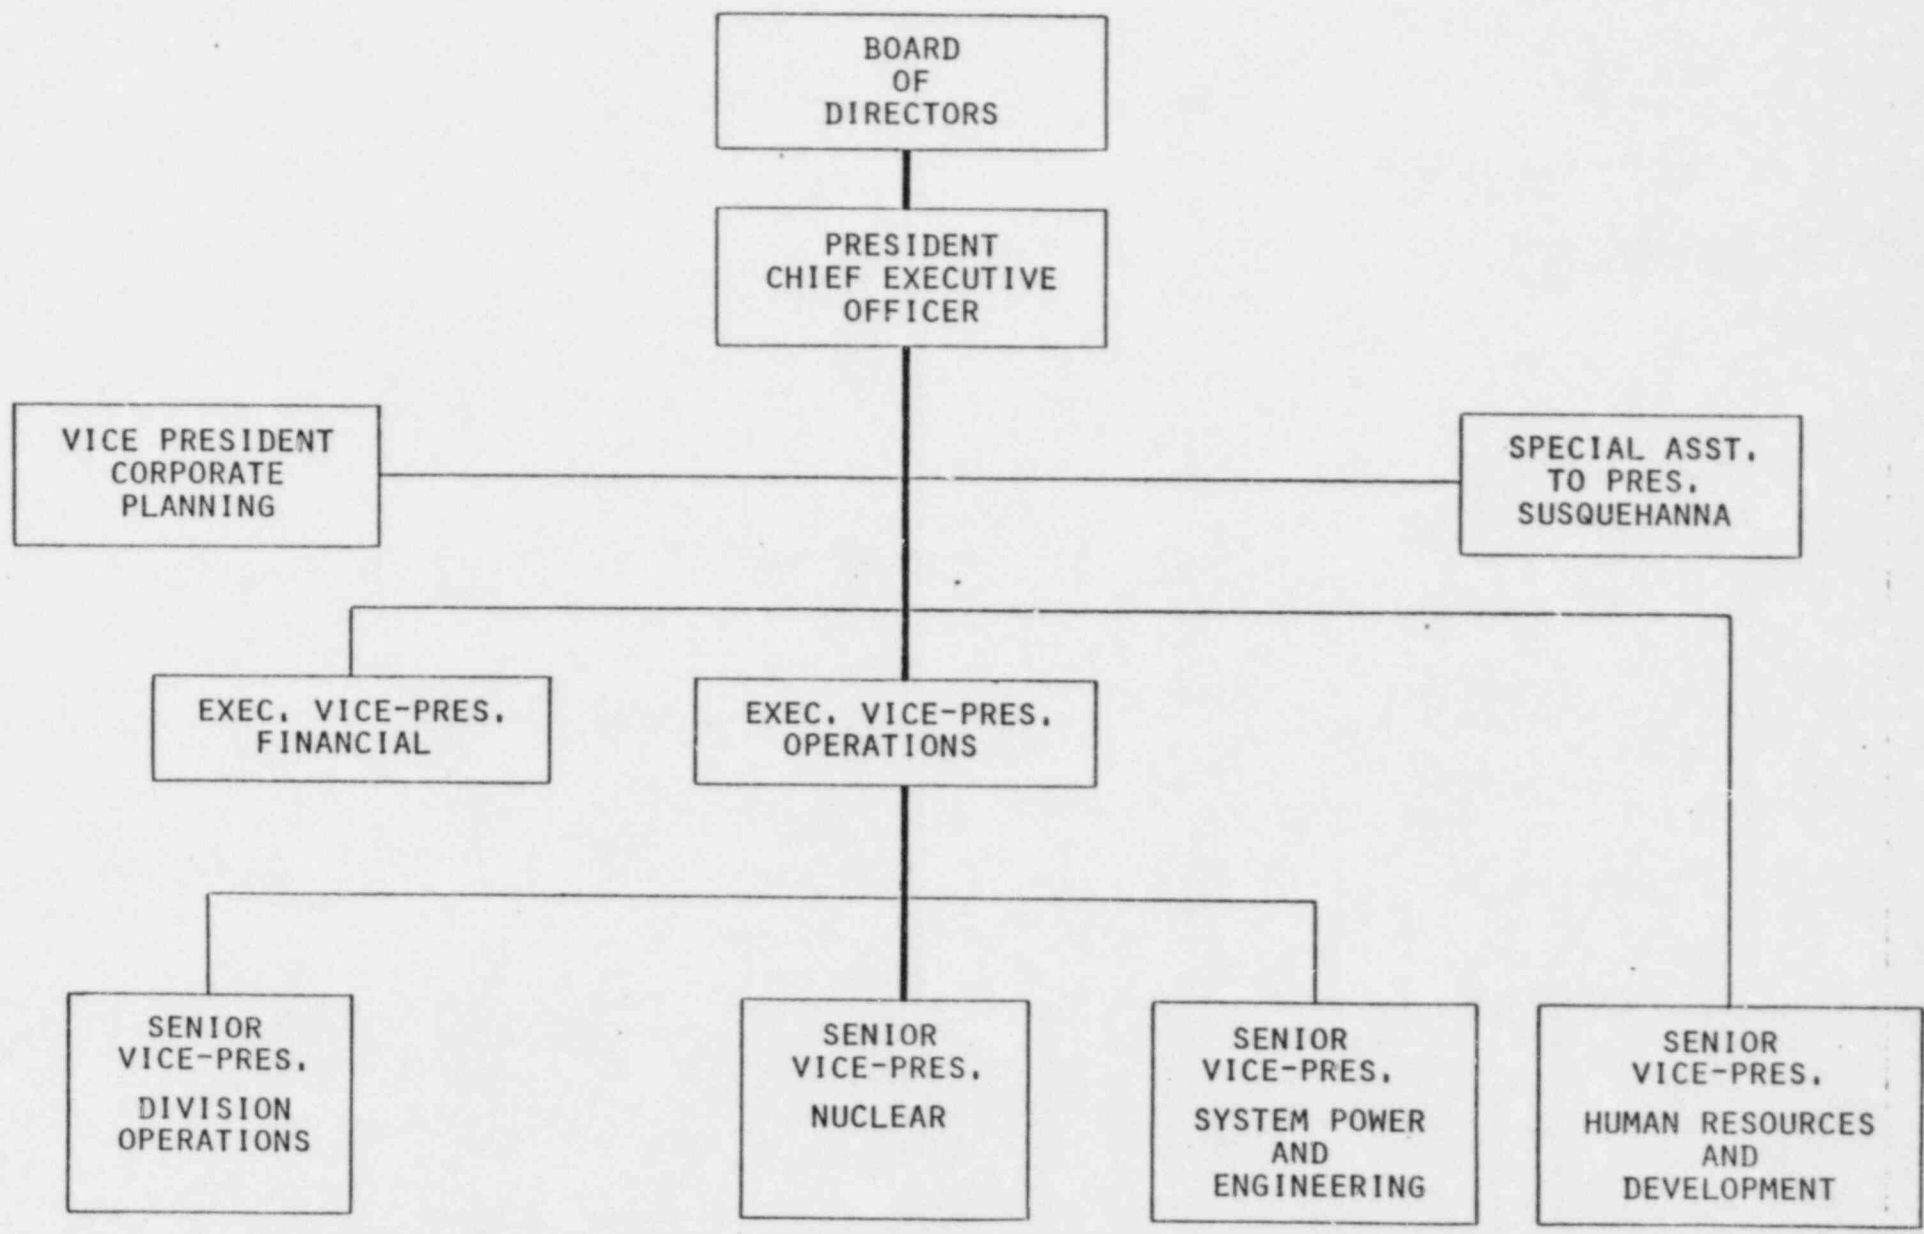 BOARD
OF
DIRECTORS
PRESIDENT
CHIEF EXECUTIVE
OFFICER
VICE PRESIDENT
CORPORATE
PLANNING
SPECIAL ASST.
TO PRES.
SUSQUEHANNA
EXEC. VICE-PRES.
FINANCIAL
EXEC. VICE-PRES.
OPERATIONS
SENIOR
VICE-PRES.
DIVISION
OPERATIONS
SENIOR
VICE-PRES.
NUCLEAR
SENIOR
VICE-PRES.
SYSTEM POWER
AND
ENGINEERING
SENIOR
VICE-PRES.
HUMAN RESOURCES
AND
DEVELOPMENT